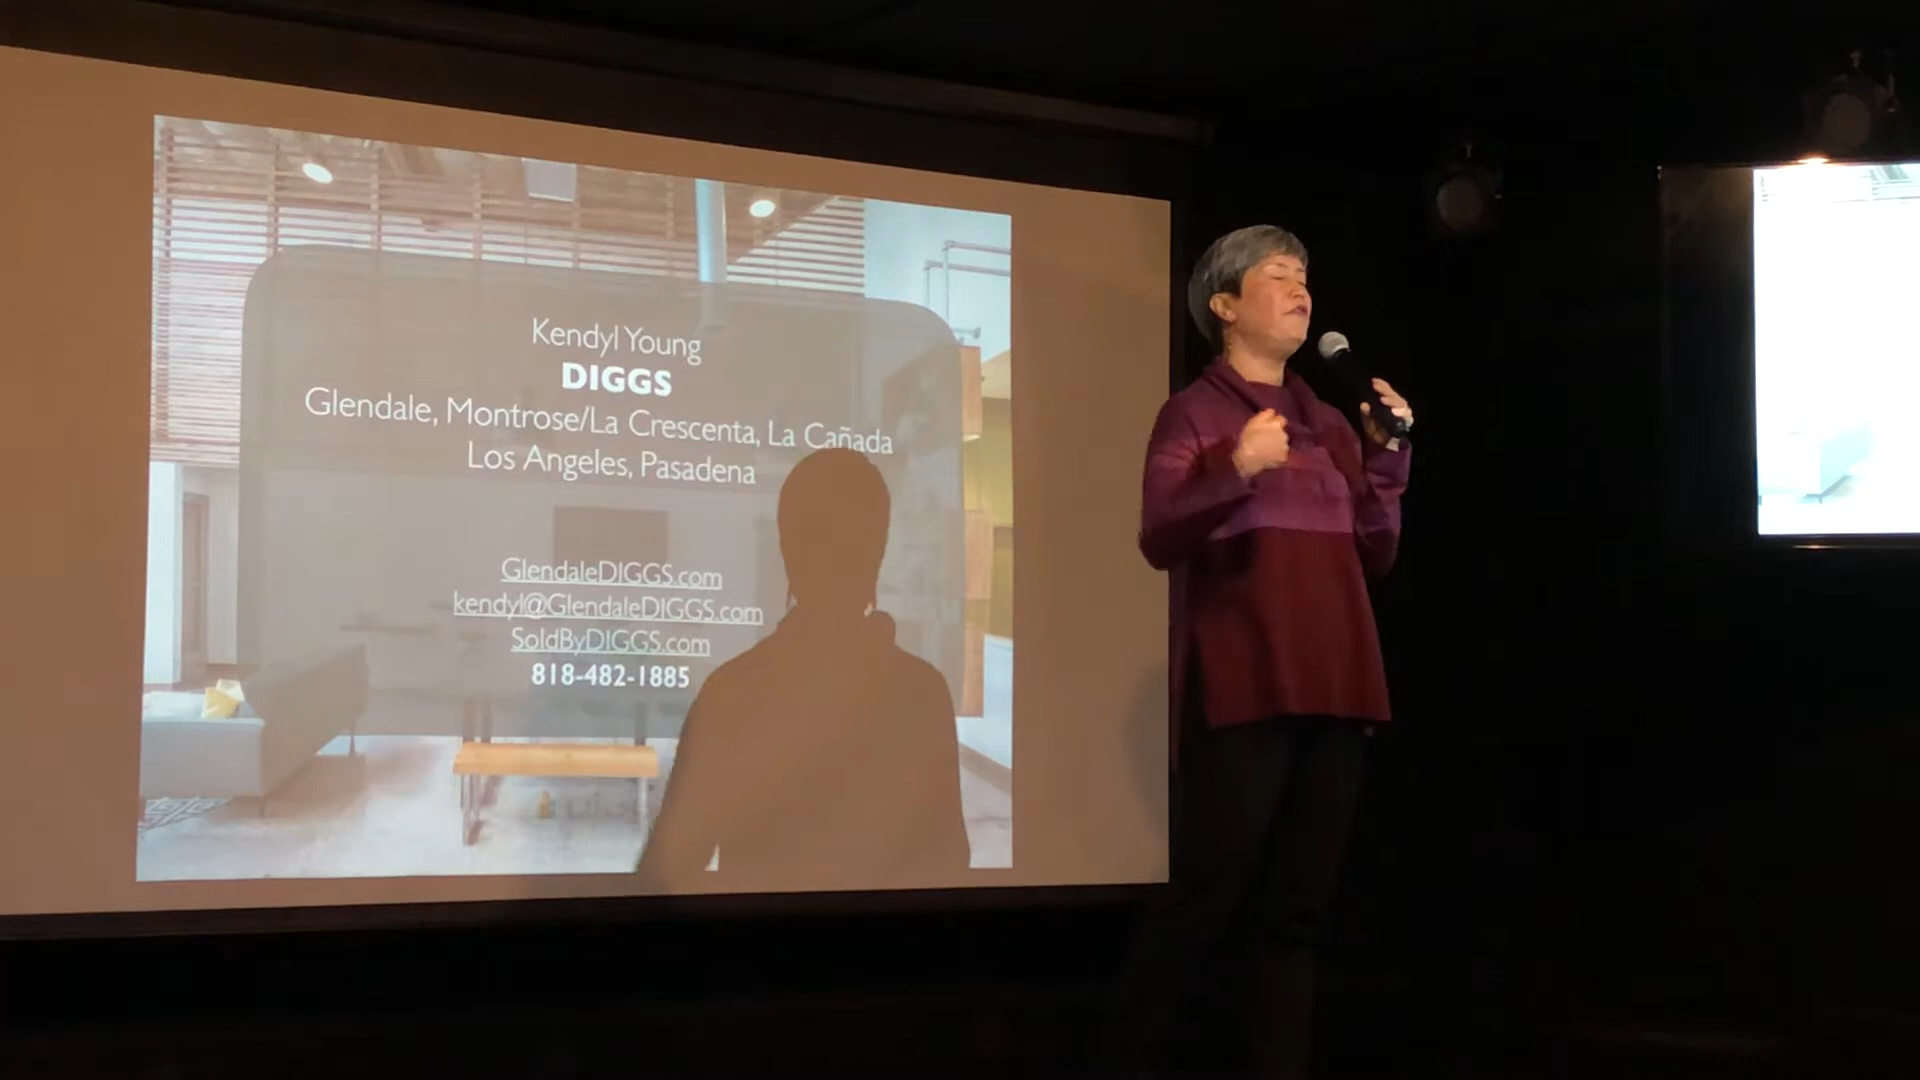 Kendyl Young
DIGGS
Glendale, Montrose/La Crescenta, La Cañada
Los Angeles, Pasadena
GlendaleDIGGS.com
kendyl@GlendaleDIGGS.com
SoldByDIGGS.com
818-482-1885